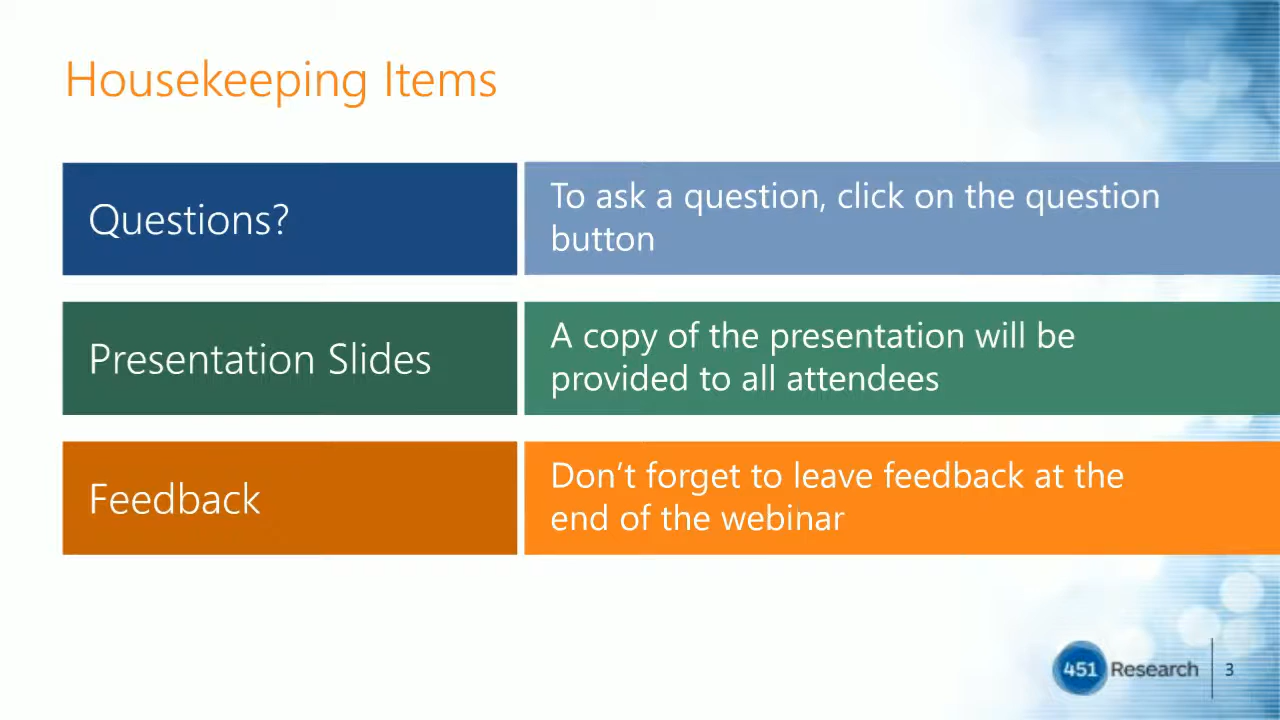 Housekeeping Items
Questions?
To ask a question, click on the question
button
Presentation Slides
A copy of the presentation will be
provided to all attendees
Feedback
Don’t forget to leave feedback at the
end of the webinar
451 Research
3